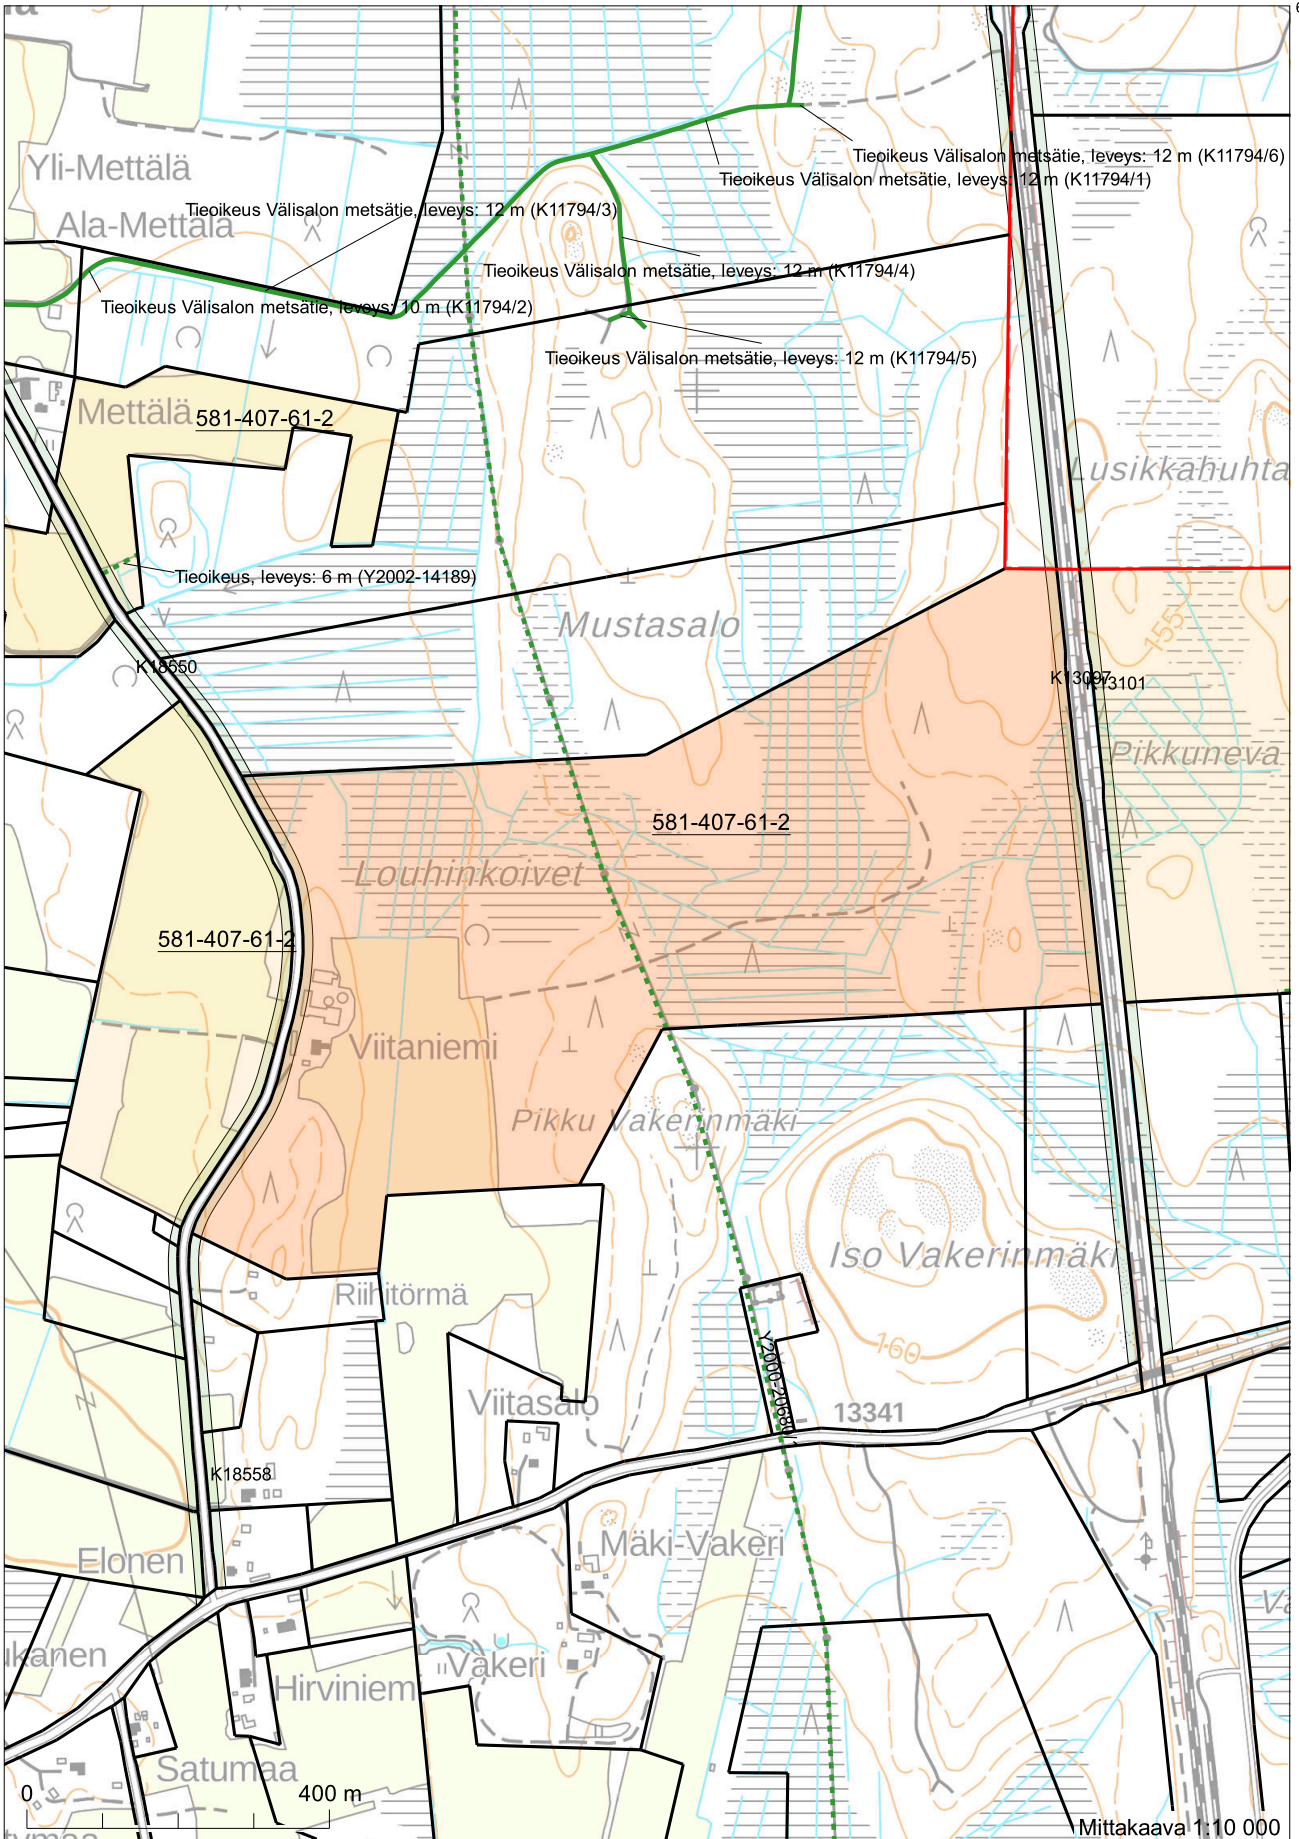 Yli-Mettälä
Tieoikeus Välisalon metsätie, leveys: 12 m (K11794/6)
Tieoikeus Välisalon metsätie, leveys: 12 m (K11794/1)
Tieoikeus Välisalon metsätie, leveys: 12 m (K11794/3)
Ala-Mettälä
Tieoikeus Välisalon metsätie, leveys: 12 m (K11794/4)
Tieoikeus Välisalon metsätie, leveys: 10 m (K11794/2)
Tieoikeus Välisalon metsätie, leveys: 12 m (K11794/5)
Mettälä
581-407-61-2
Lusikkahuhta
Tieoikeus, leveys: 6 m (Y2002-14189)
Mustasalo
155
K18550
K13097
K13101
Pikkuneva
581-407-61-2
Louhinkoivet
581-407-61-2
Viitaniemi
Pikku Vakerinmäki
Iso Vakerinmäki
Riihitörmä
160
Y2000-20680/
Viitasalo
13341
K18558
Mäki-Vakeri
Elonen
ukanen
Vakeri
Hirviniem
Satumaa
0
400 m
Mittakaava 1:10 000